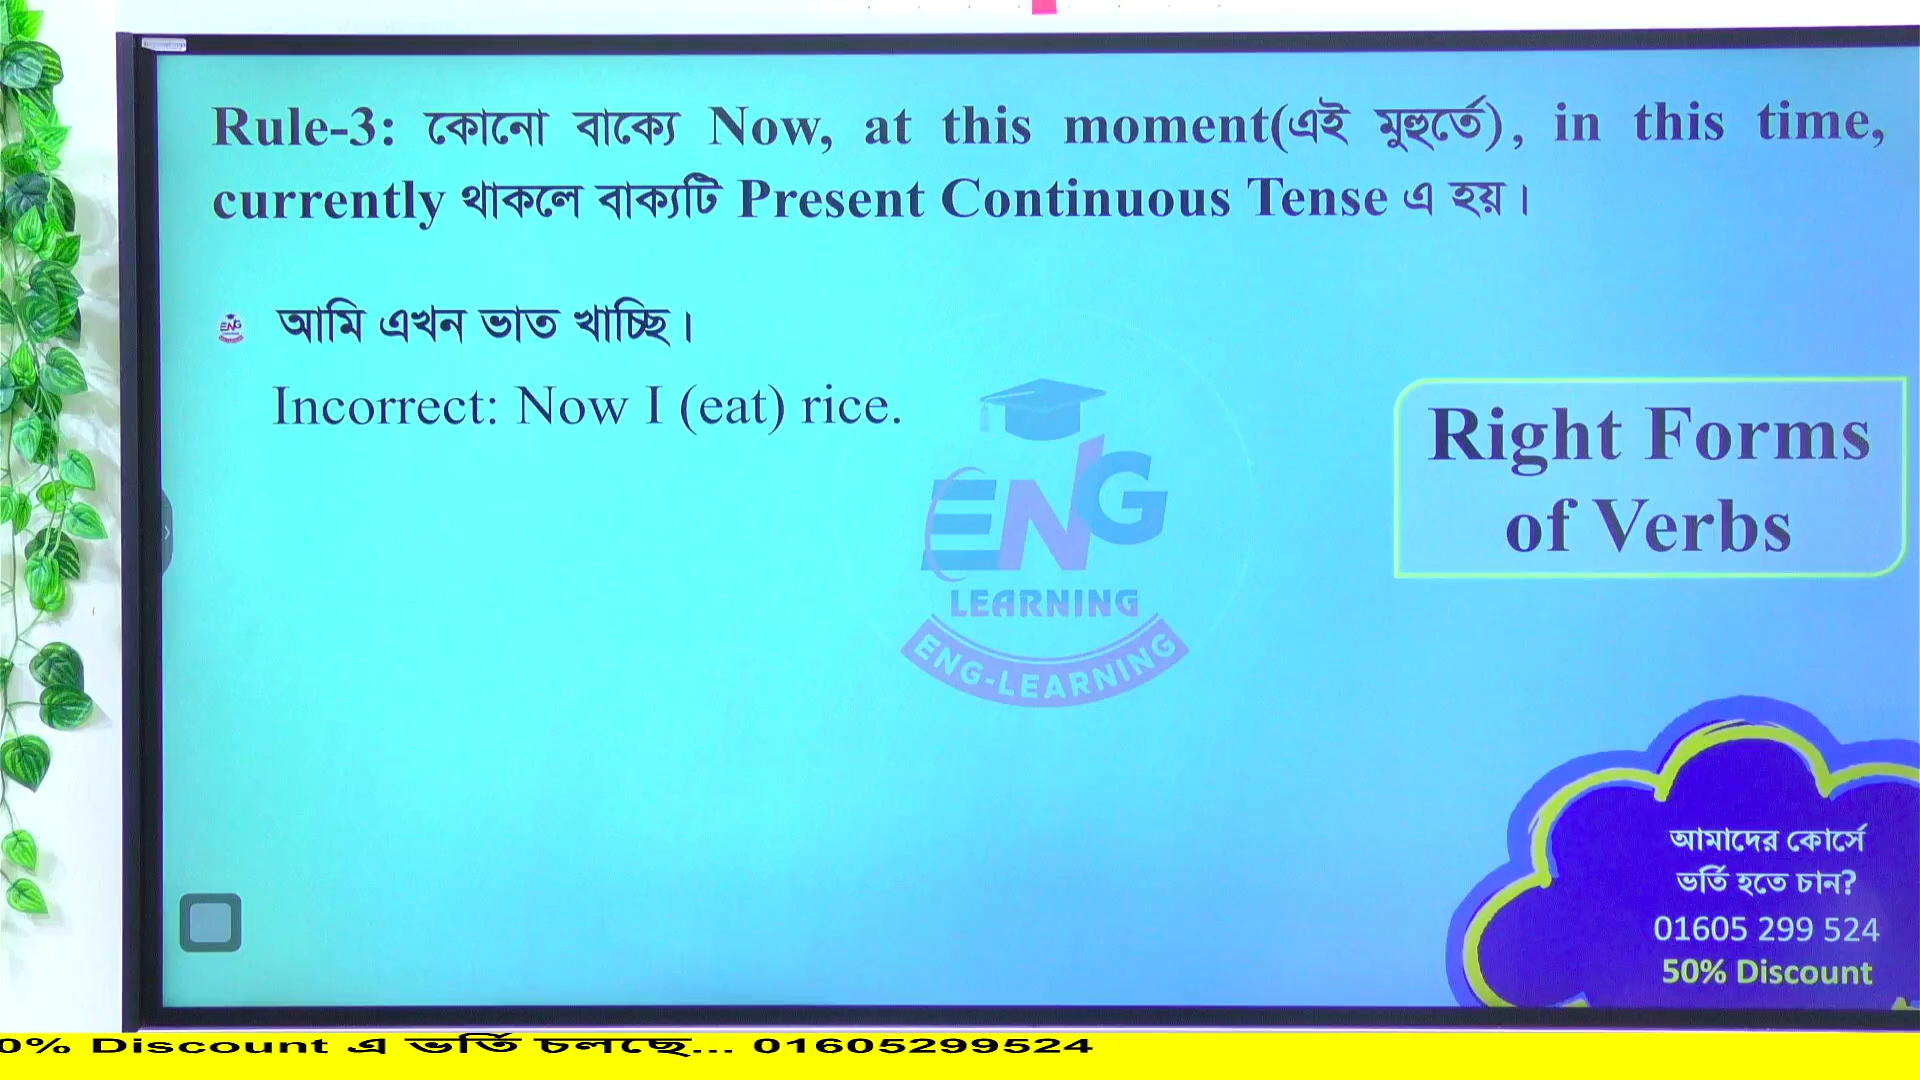 Rule-3: কোনো বাক্যে Now, at this moment(এই মুহুর্তে), in this time,
currently থাকলে বাক্যটি Present Continuous Tense এ হয়।
আমি এখন ভাত খাচ্ছি।
Incorrect: Now I (eat) rice.
ENG
LEARNING
ENG-LEARNING
Right Forms
of Verbs
আমাদের কোর্সে
ভর্তি হতে চান?
01605 299 524
50% Discount
0% Discount এ ভর্তি চলছে... 01605299524